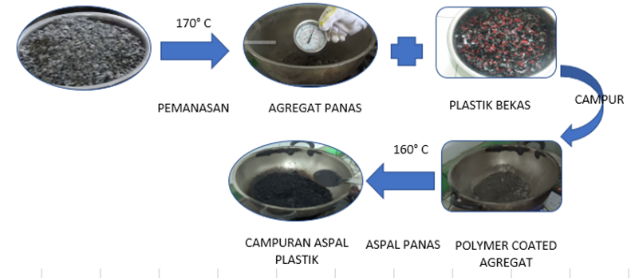 170° C
PEMANASAN
AGREGAT PANAS
PLASTIK BEKAS
CAMPUR
160° C
CAMPURAN ASPAL
PLASTIK
ASPAL PANAS
POLYMER COATED
AGREGAT